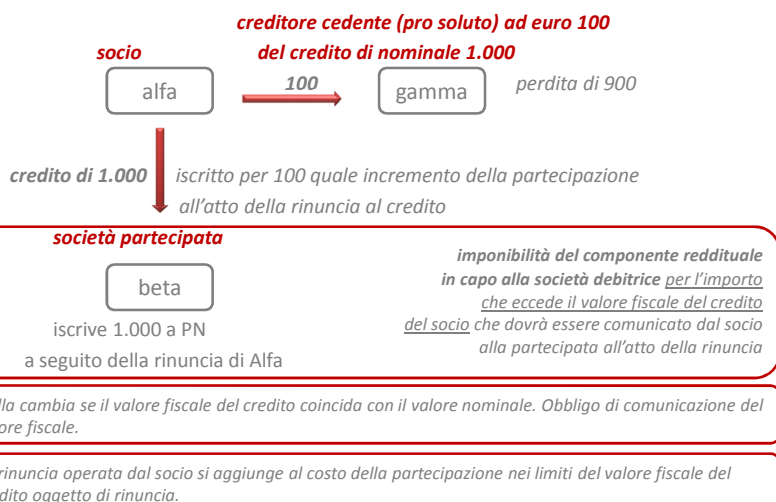 creditore cedente (pro soluto) ad euro 100
socio
del credito di nominale 1.000
alfa
100
gamma
perdita di 900
credito di 1.000
iscritto per 100 quale incremento della partecipazione
all'atto della rinuncia al credito
società partecipata
beta
iscrive 1.000 a PN
a seguito della rinuncia di Alfa
imponibilità del componente reddituale
in capo alla società debitrice per l'importo
che eccede il valore fiscale del credito
del socio che dovrà essere comunicato dal socio
alla partecipata all'atto della rinuncia
cambia se il valore fiscale del credito coincida con il valore nominale. Obbligo di comunicazione del
fiscale.
rinuncia operata dal socio si aggiunge al costo della partecipazione nei limiti del valore fiscale del
oggetto di rinuncia.